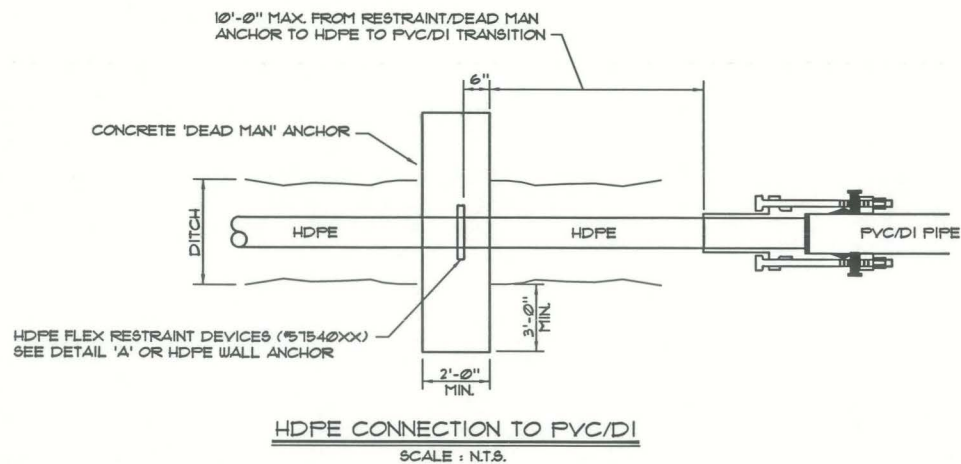 10'-0" MAX. FROM RESTRAINT/DEAD MAN
ANCHOR TO HDPE TO PVC/DI TRANSITION
6"
CONCRETE 'DEAD MAN' ANCHOR
DITCH
HDPE
HDPE
PVC/DI PIPE
HDPE FLEX RESTRAINT DEVICES (#57540XX)
SEE DETAIL 'A' OR HDPE WALL ANCHOR
3'-0"
MIN.
2'-0"
MIN.
HDPE CONNECTION TO PVC/DI
SCALE : N.T.S.